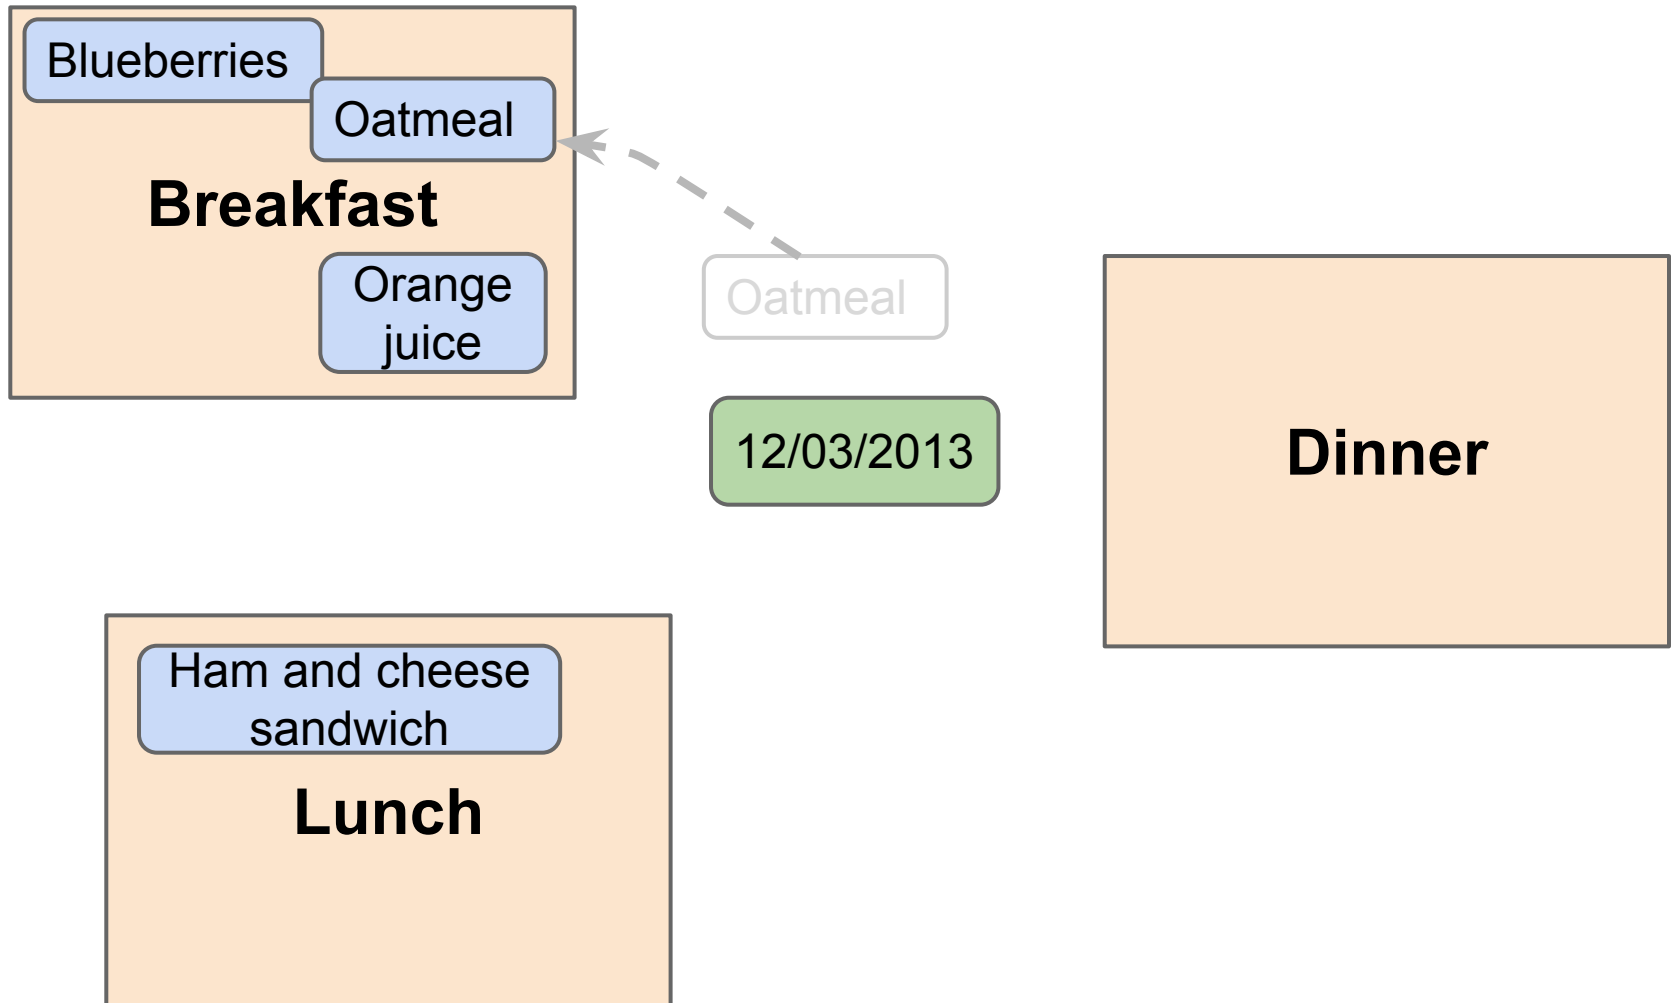 Blueberries
Oatmeal
Breakfast
Orange
juice
Oatmeal
12/03/2013
Dinner
Ham and cheese
sandwich
Lunch